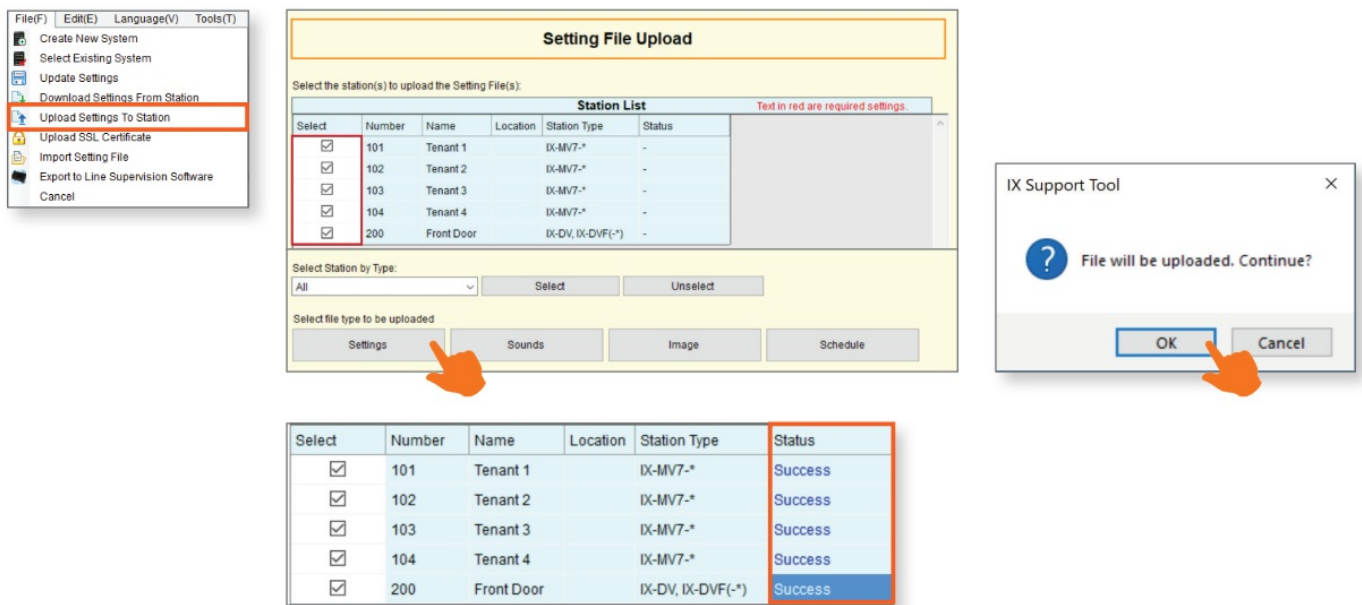 File(F) Edit(E) Language(V) Tools(T)
Create New System
Select Existing System
Update Settings
Download Settings From Station
Upload Settings To Station
Upload SSL Certificate
Import Setting File
Export to Line Supervision Software
Cancel
Setting File Upload
Select the station(s) to upload the Setting File(s):
Station List Text in red are required settings.
Select Number Name Location Station Type Status
101 Tenant 1 IX-MV7-* -
102 Tenant 2 IX-MV7-* -
103 Tenant 3 IX-MV7-* -
104 Tenant 4 IX-MV7-* -
200 Front Door IX-DV, IX-DVF(-*) -
Select Station by Type:
All Select Unselect
Select file type to be uploaded
Settings Sounds Image Schedule
IX Support Tool
File will be uploaded. Continue?
OK Cancel
Select Number Name Location Station Type Status
101 Tenant 1 IX-MV7-* Success
102 Tenant 2 IX-MV7-* Success
103 Tenant 3 IX-MV7-* Success
104 Tenant 4 IX-MV7-* Success
200 Front Door IX-DV, IX-DVF(-*) Success